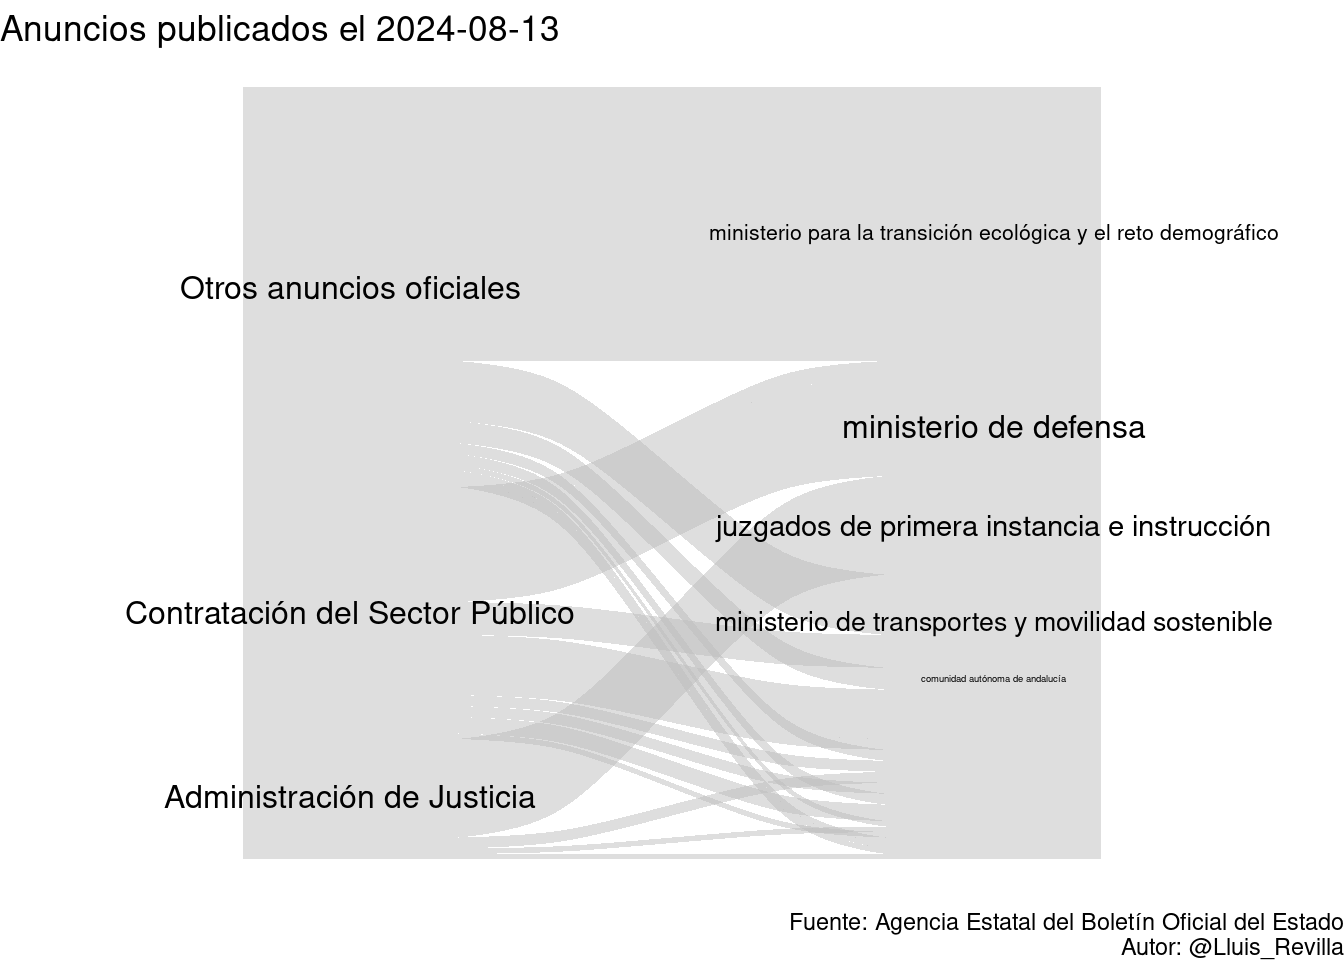 Anuncios publicados el 2024-08-13
ministerio para la transición ecológica y el reto demográfico
Otros anuncios oficiales
ministerio de defensa
juzgados de primera instancia e instrucción
Contratación del Sector Público
ministerio de transportes y movilidad sostenible
comunidad autónoma de andalucía
Administración de Justicia
Fuente: Agencia Estatal del Boletín Oficial del Estado
Autor: @Lluis_Revilla